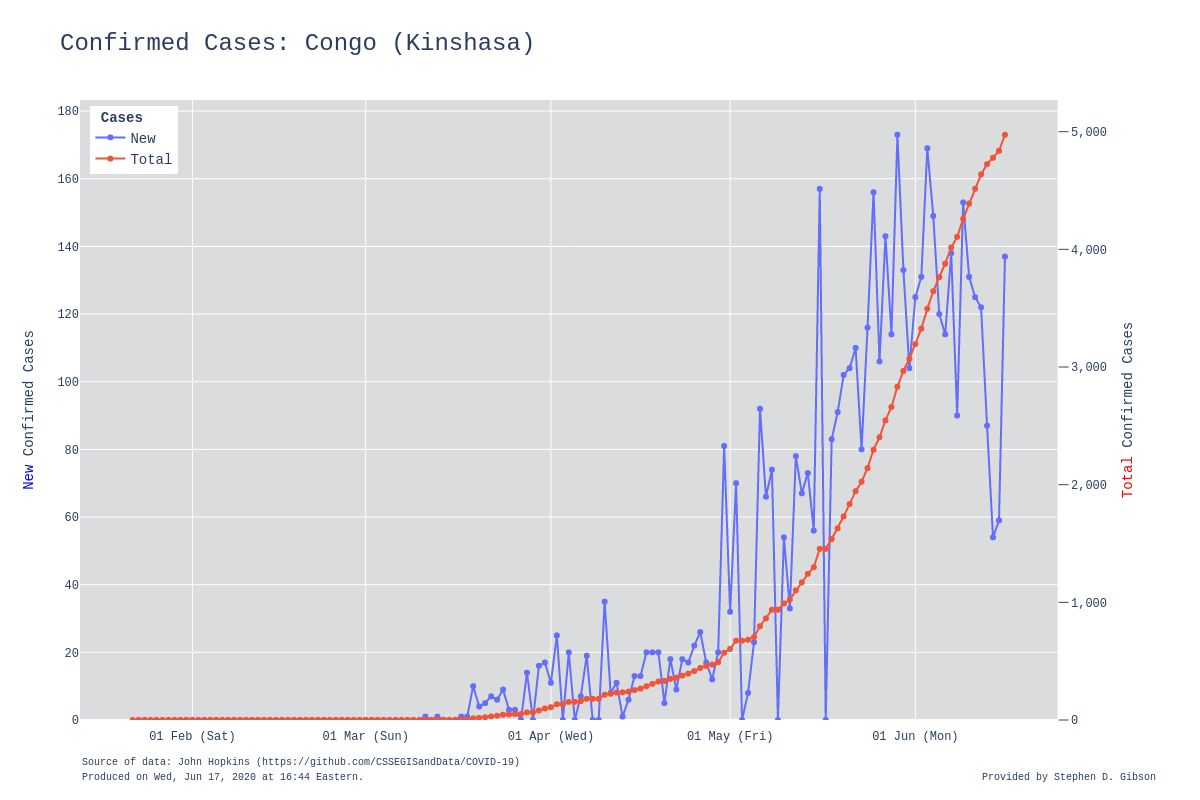 Confirmed Cases: Congo (Kinshasa)
Cases
New
Total
180
160
140
120
100
80
60
40
20
0
5,000
4,000
3,000
2,000
1,000
0
New Confirmed Cases
Total Confirmed Cases
01 Feb (Sat)
01 Mar (Sun)
01 Apr (Wed)
01 May (Fri)
01 Jun (Mon)
Source of data: John Hopkins (https://github.com/CSSEGISandData/COVID-19)
Produced on Wed, Jun 17, 2020 at 16:44 Eastern.
Provided by Stephen D. Gibson